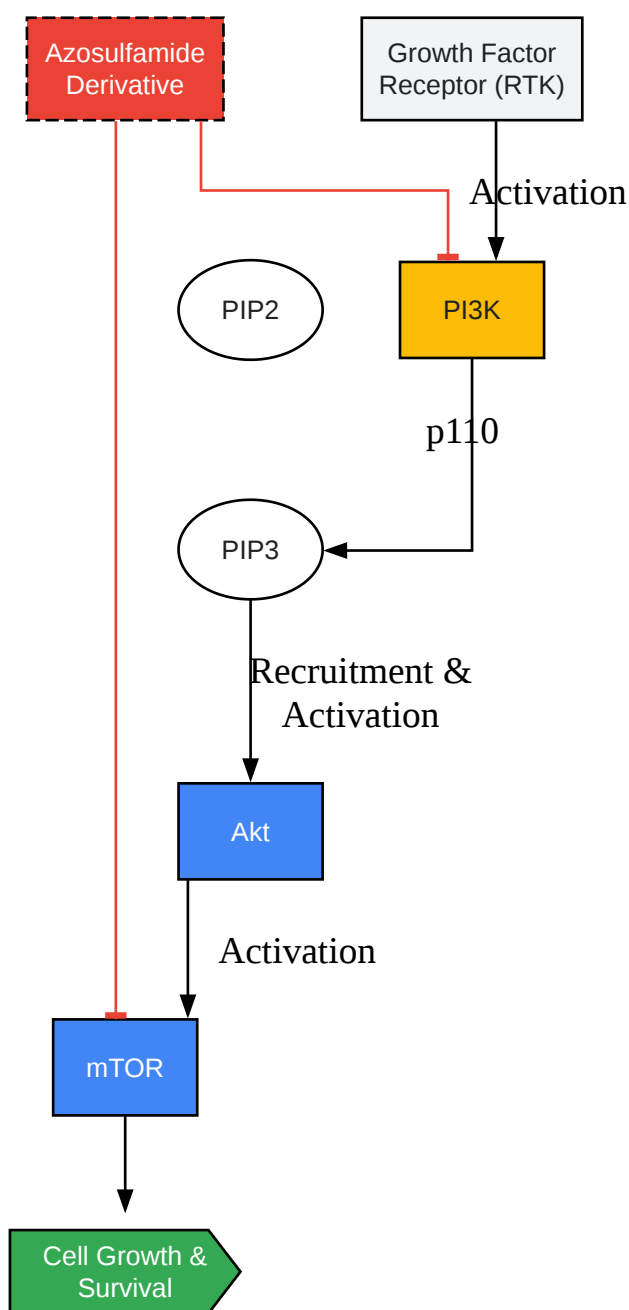 Azosulfamide
Derivative
Growth Factor
Receptor (RTK)
Activation
PIP2
PI3K
p110
PIP3
Recruitment &
Activation
Akt
Activation
mTOR
Cell Growth &
Survival